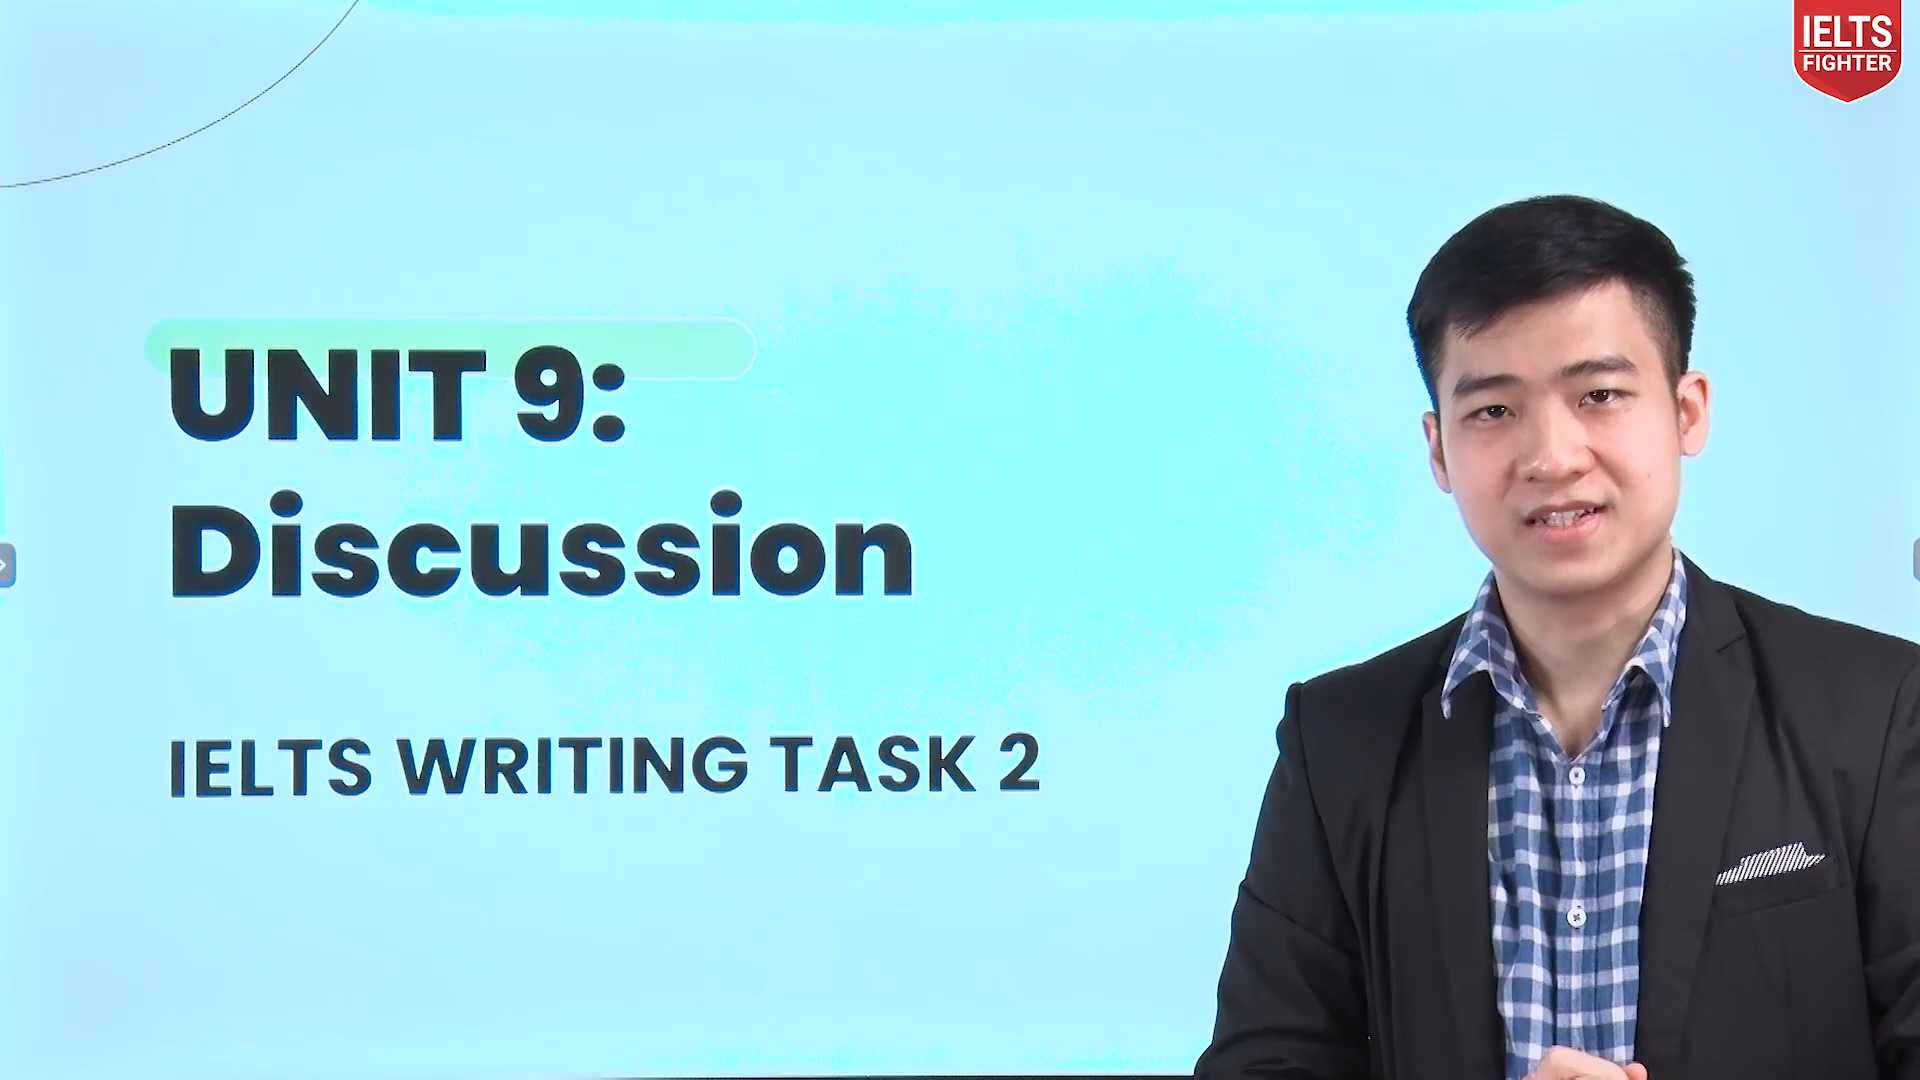 IELTS
FIGHTER
UNIT 9:
Discussion
IELTS WRITING TASK 2